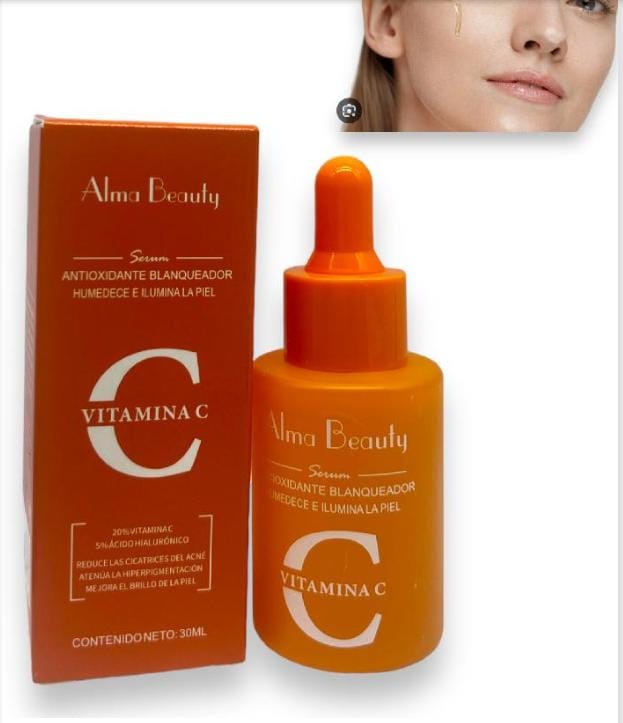 Alma Beauty
Serum
ANTIOXIDANTE BLANQUEADOR
HUMEDECE E ILUMINA LA PIEL
C
VITAMINA C
20% VITAMINA C
5% ÁCIDO HIALURÓNICO
REDUCE LAS CICATRICES DEL ACNÉ
ATENÚA LA HIPERPIGMENTACIÓN
MEJORA EL BRILLO DE LA PIEL
CONTENIDO NETO: 30ML
Alma Beauty
Serum
IOXIDANTE BLANQUEADOR
UMEDECE E ILUMINA LA PIEL
C
VITAMINA C